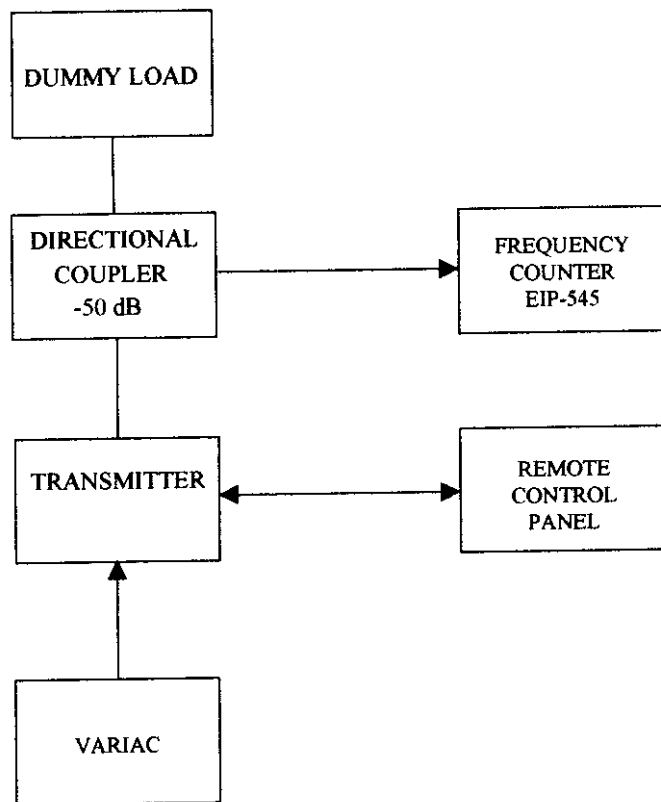 DUMMY LOAD
DIRECTIONAL
COUPLER
-50 dB
FREQUENCY
COUNTER
EIP-545
TRANSMITTER
REMOTE
CONTROL
PANEL
VARIAC